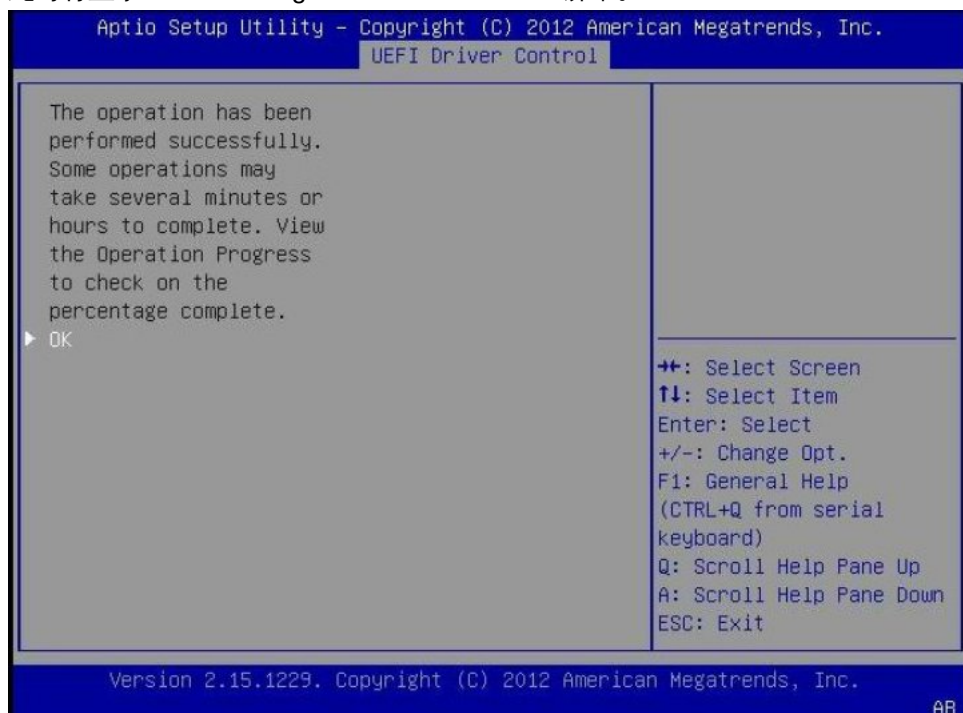 Aptio Setup Utility – Copyright (C) 2012 American Megatrends, Inc.
UEFI Driver Control
The operation has been
performed successfully.
Some operations may
take several minutes or
hours to complete. View
the Operation Progress
to check on the
percentage complete.
▶ OK
→←: Select Screen
↑↓: Select Item
Enter: Select
+/-: Change Opt.
F1: General Help
(CTRL+Q from serial
keyboard)
Q: Scroll Help Pane Up
A: Scroll Help Pane Down
ESC: Exit
Version 2.15.1229. Copyright (C) 2012 American Megatrends, Inc.
AB